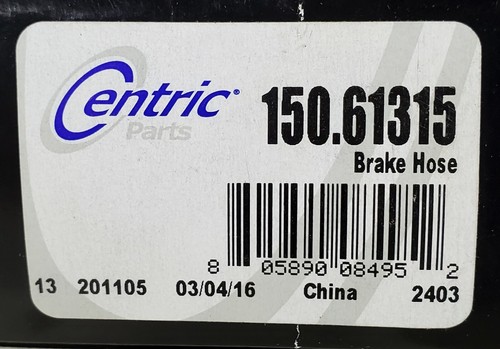 Centric®
Parts
150.61315
Brake Hose
8 05890 08495 2
13 201105 03/04/16 China 2403